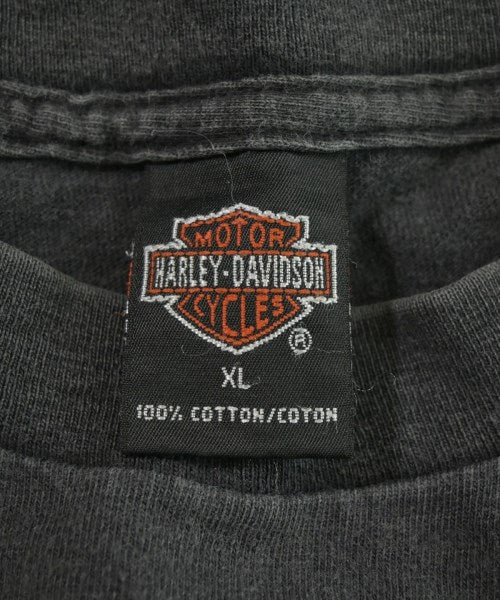 MOTOR
HARLEY-DAVIDSON
CYCLES
®
XL
100% COTTON/COTON